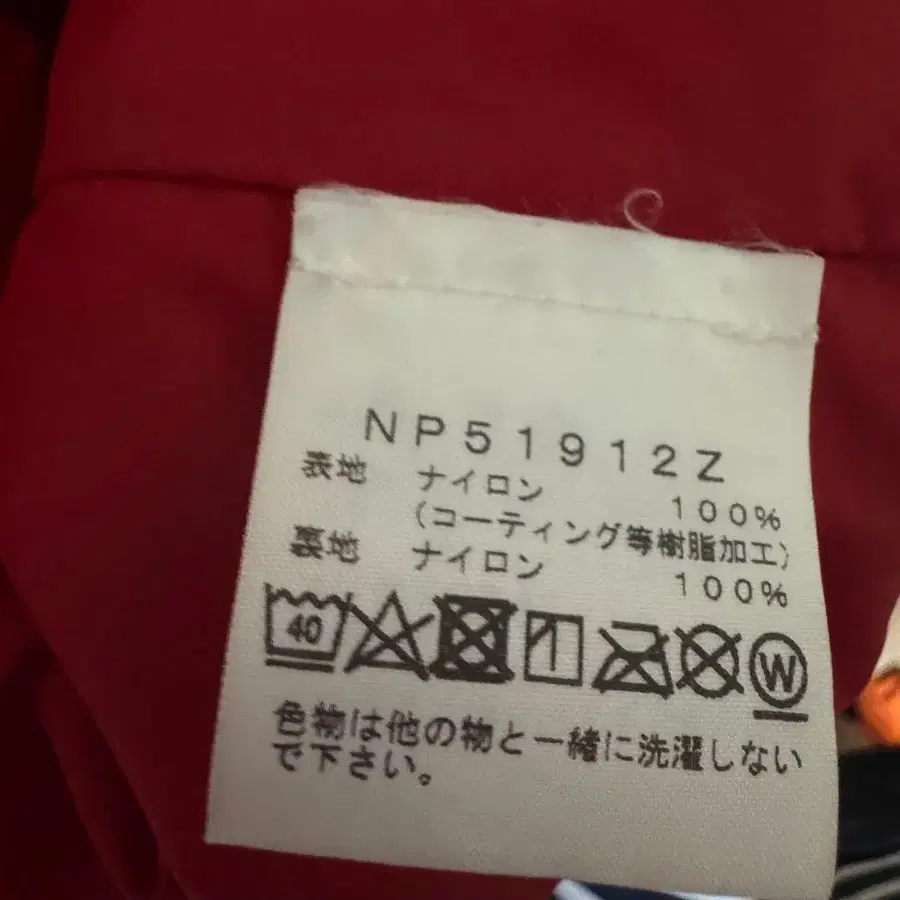 NP51912Z
表地 ナイロン 100%
(コーティング等樹脂加工)
裏地 ナイロン 100%
40
W
色物は他の物と一緒に洗濯しない
で下さい。